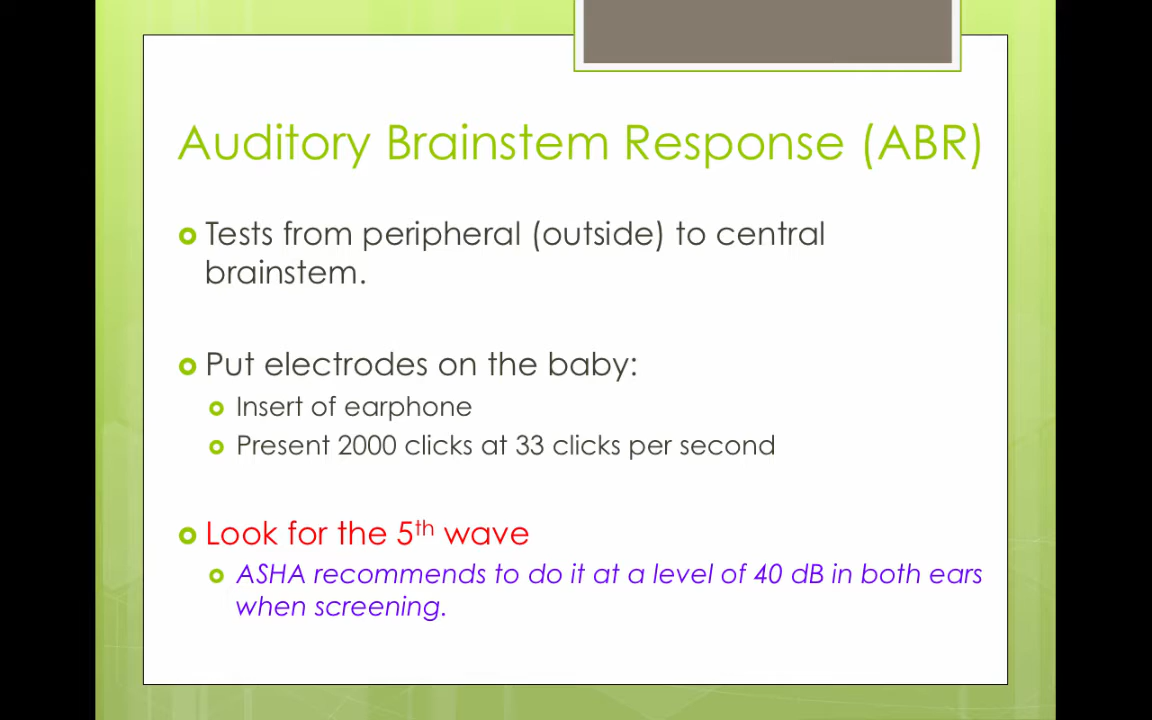 Auditory Brainstem Response (ABR)
Tests from peripheral (outside) to central
brainstem.
Put electrodes on the baby:
Insert of earphone
Present 2000 clicks at 33 clicks per second
Look for the 5th wave
ASHA recommends to do it at a level of 40 dB in both ears
when screening.